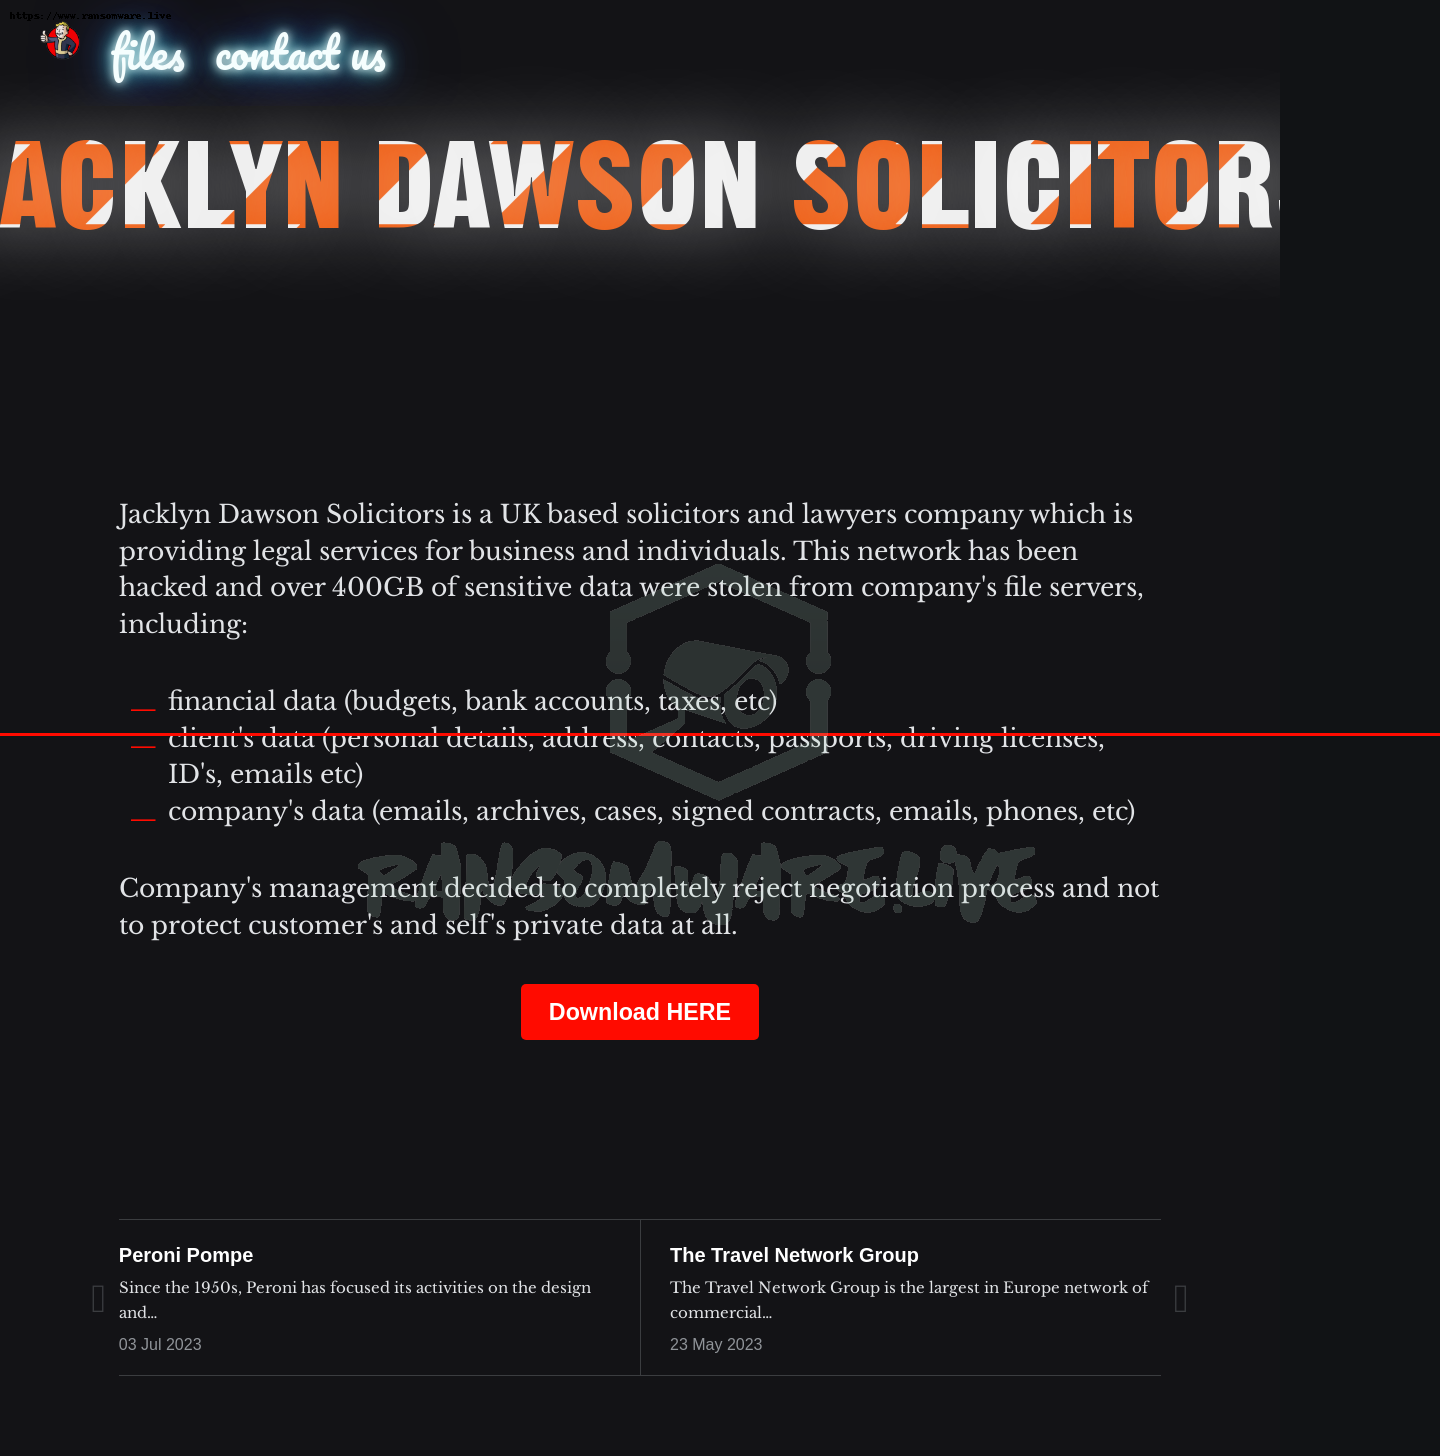 https://www.ransomware.live
files contact us
ACKLYN DAWSON SOLICITOR
Jacklyn Dawson Solicitors is a UK based solicitors and lawyers company which is
providing legal services for business and individuals. This network has been
hacked and over 400GB of sensitive data were stolen from company's file servers,
including:
financial data (budgets, bank accounts, taxes, etc)
client's data (personal details, address, contacts, passports, driving licenses,
ID's, emails etc)
company's data (emails, archives, cases, signed contracts, emails, phones, etc)
RANSOMWARE.LIVE
Company's management decided to completely reject negotiation process and not
to protect customer's and self's private data at all.
Download HERE
Peroni Pompe
Since the 1950s, Peroni has focused its activities on the design
and...
03 Jul 2023
The Travel Network Group
The Travel Network Group is the largest in Europe network of
commercial...
23 May 2023